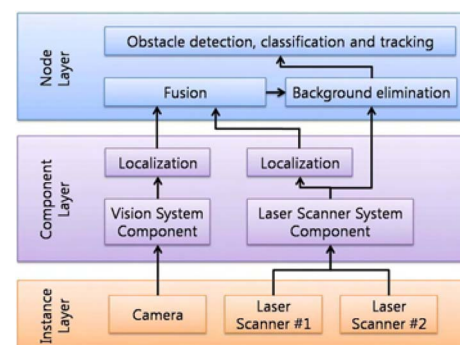 Node
Layer
Obstacle detection, classification and tracking
Fusion
Background elimination
Component
Layer
Localization
Localization
Vision System
Component
Laser Scanner System
Component
Instance
Layer
Camera
Laser
Scanner #1
Laser
Scanner #2